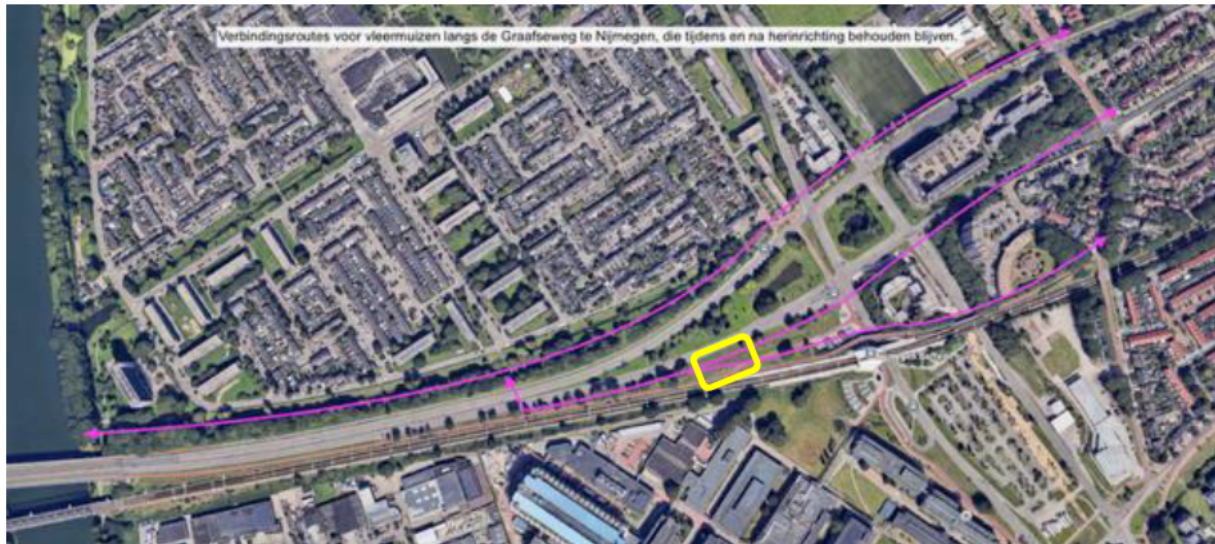 Verbindingsroutes voor vleermuizen langs de Graafseweg te Nijmegen, die tijdens en na herinrichting behouden blijven.